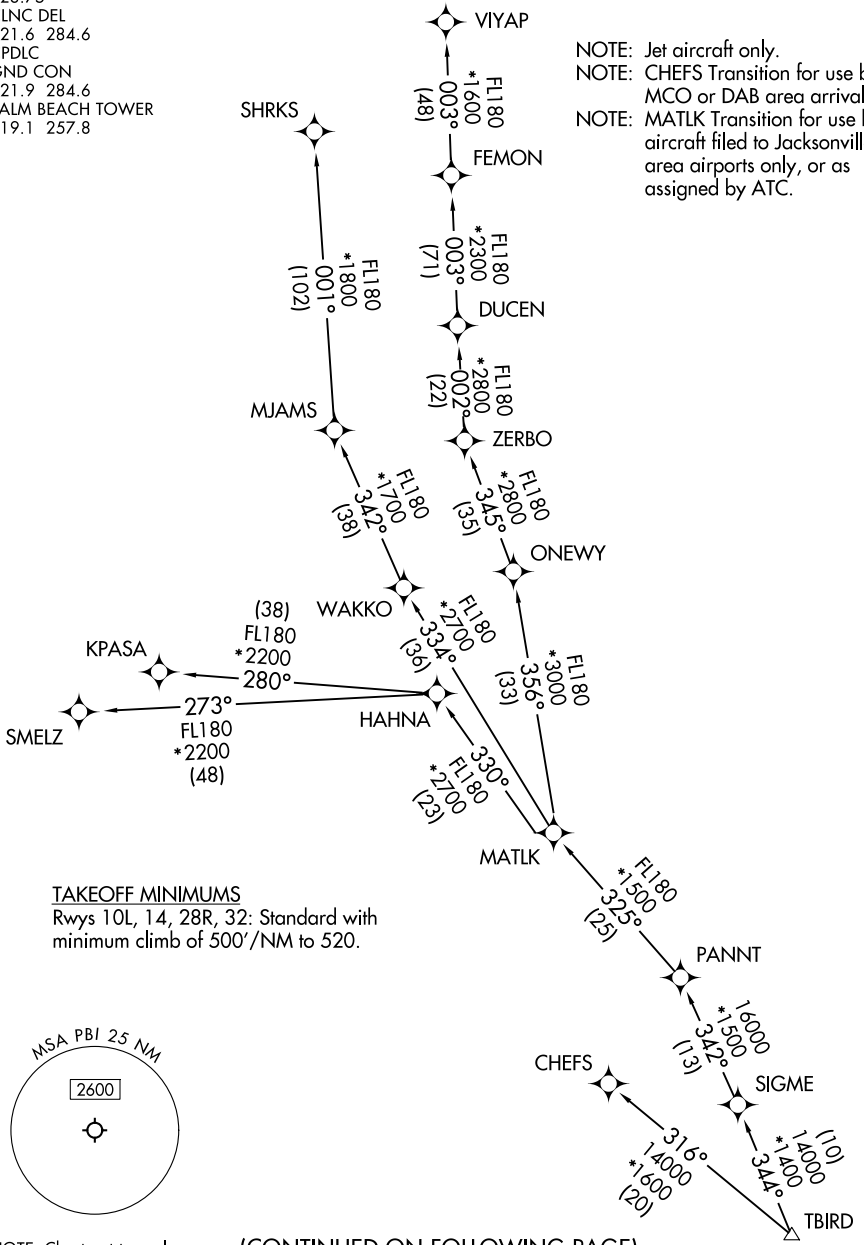 LNC DEL
21.6 284.6
PDLC
GND CON
21.9 284.6
ALM BEACH TOWER
19.1 257.8
VIYAP
NOTE: Jet aircraft only.
NOTE: CHEFS Transition for use
MCO or DAB area arrival
NOTE: MATLK Transition for use
aircraft filed to Jacksonvill
area airports only, or as
assigned by ATC.
FL180
*1600
003°
(48)
SHRKS
FEMON
FL180
*2300
003°
(71)
FL180
*1800
001°
(102)
DUCEN
FL180
*2800
002°
(22)
MJAMS
ZERBO
FL180
*1700
342°
(38)
FL180
*2800
345°
(35)
ONEWY
WAKKO
FL180
*2700
334°
(36)
FL180
*3000
356°
(33)
(38)
FL180
*2200
280°
KPASA
SMELZ
273°
FL180
*2200
(48)
HAHNA
330°
FL180
*2700
(23)
MATLK
FL180
*1500
325°
(25)
TAKEOFF MINIMUMS
Rwys 10L, 14, 28R, 32: Standard with
minimum climb of 500'/NM to 520.
PANNT
16000
*1500
342°
(13)
MSA PBI 25 NM
2600
CHEFS
SIGME
316°
14000
*1600
(20)
(10)
14000
*1400
344°
TBIRD
(CONTINUED ON FOLLOWING PAGE)